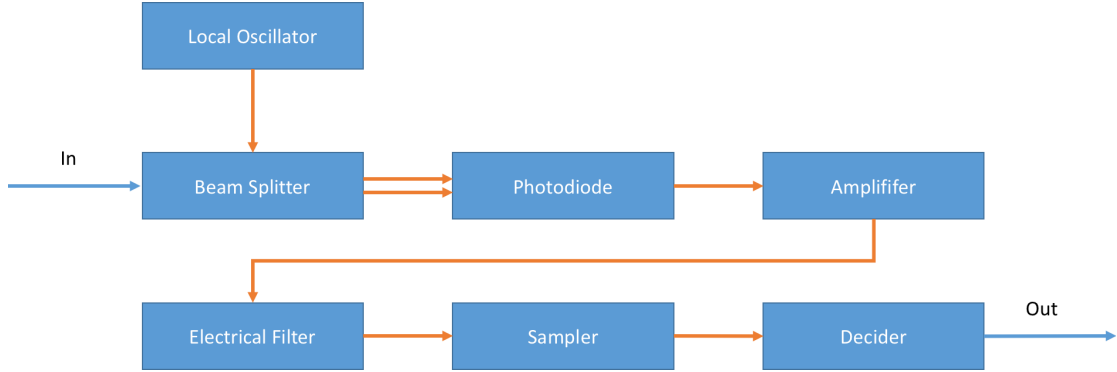 Local Oscillator
In
Beam Splitter
Photodiode
Amplififer
Electrical Filter
Sampler
Decider
Out